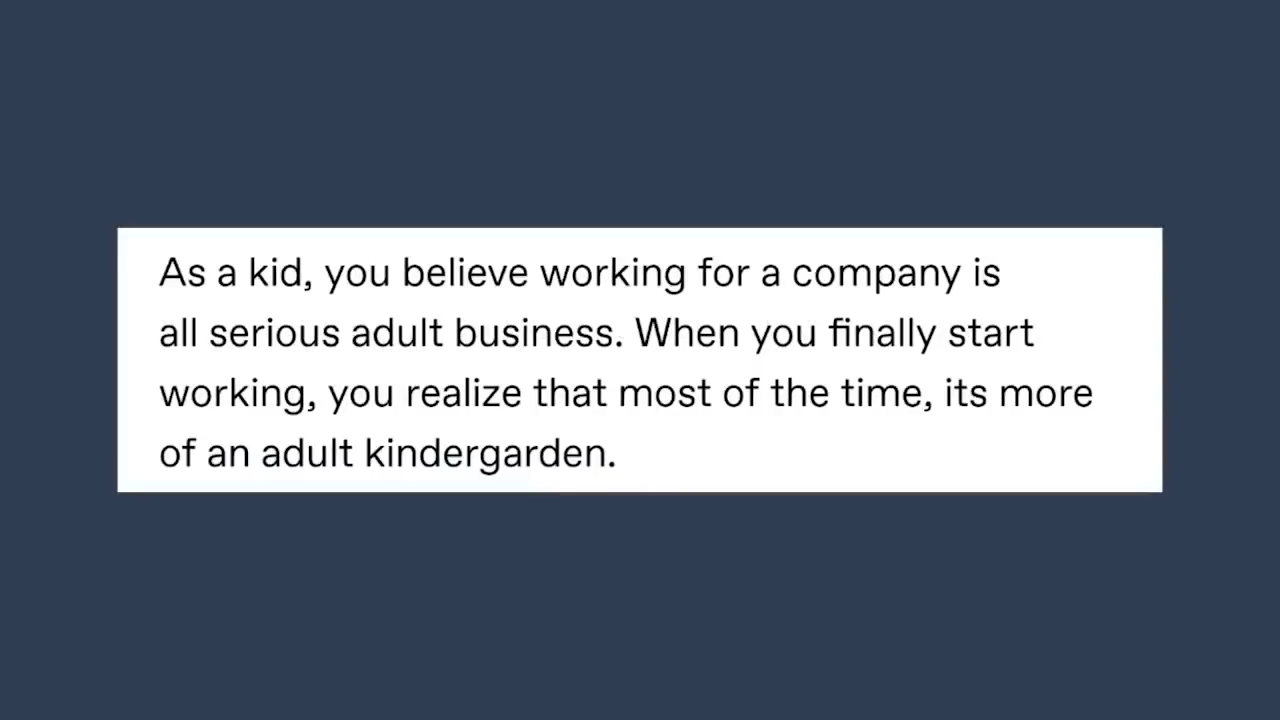 As a kid, you believe working for a company is
all serious adult business. When you finally start
working, you realize that most of the time, its more
of an adult kindergarden.